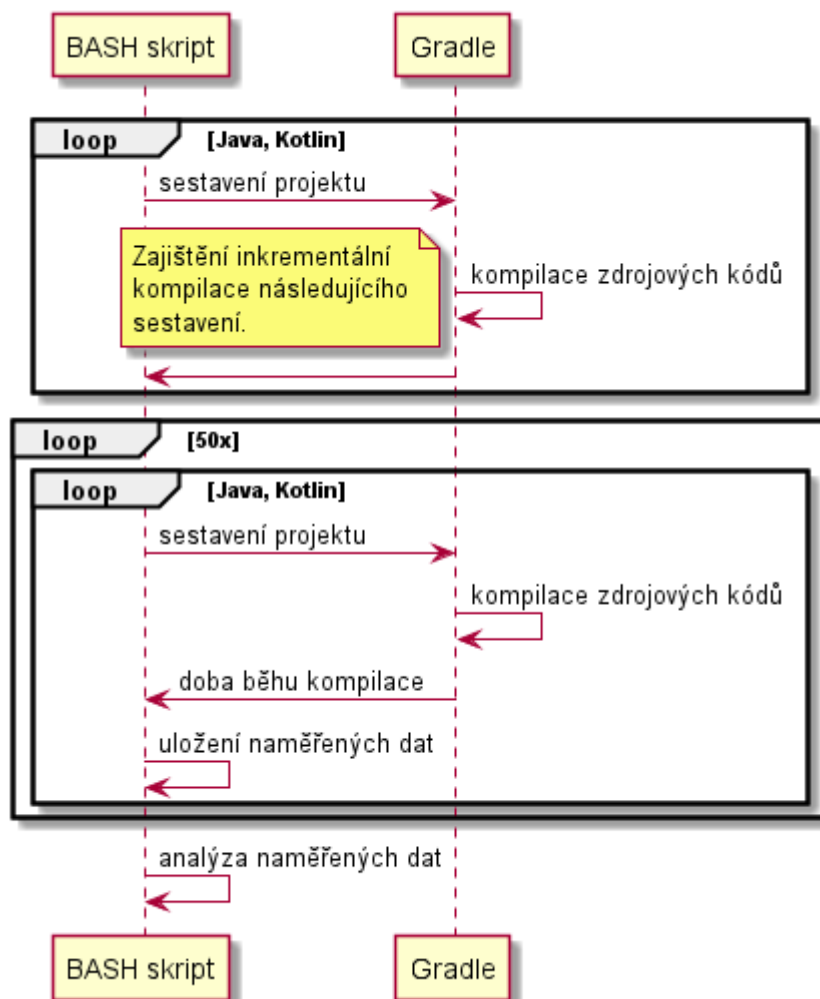 BASH skript
Gradle
loop
[Java, Kotlin]
sestavení projektu
Zajištění inkrementální
kompilace následujícího
sestavení.
kompilace zdrojových kódů
loop
[50x]
loop
[Java, Kotlin]
sestavení projektu
kompilace zdrojových kódů
doba běhu kompilace
uložení naměřených dat
analýza naměřených dat
BASH skript
Gradle